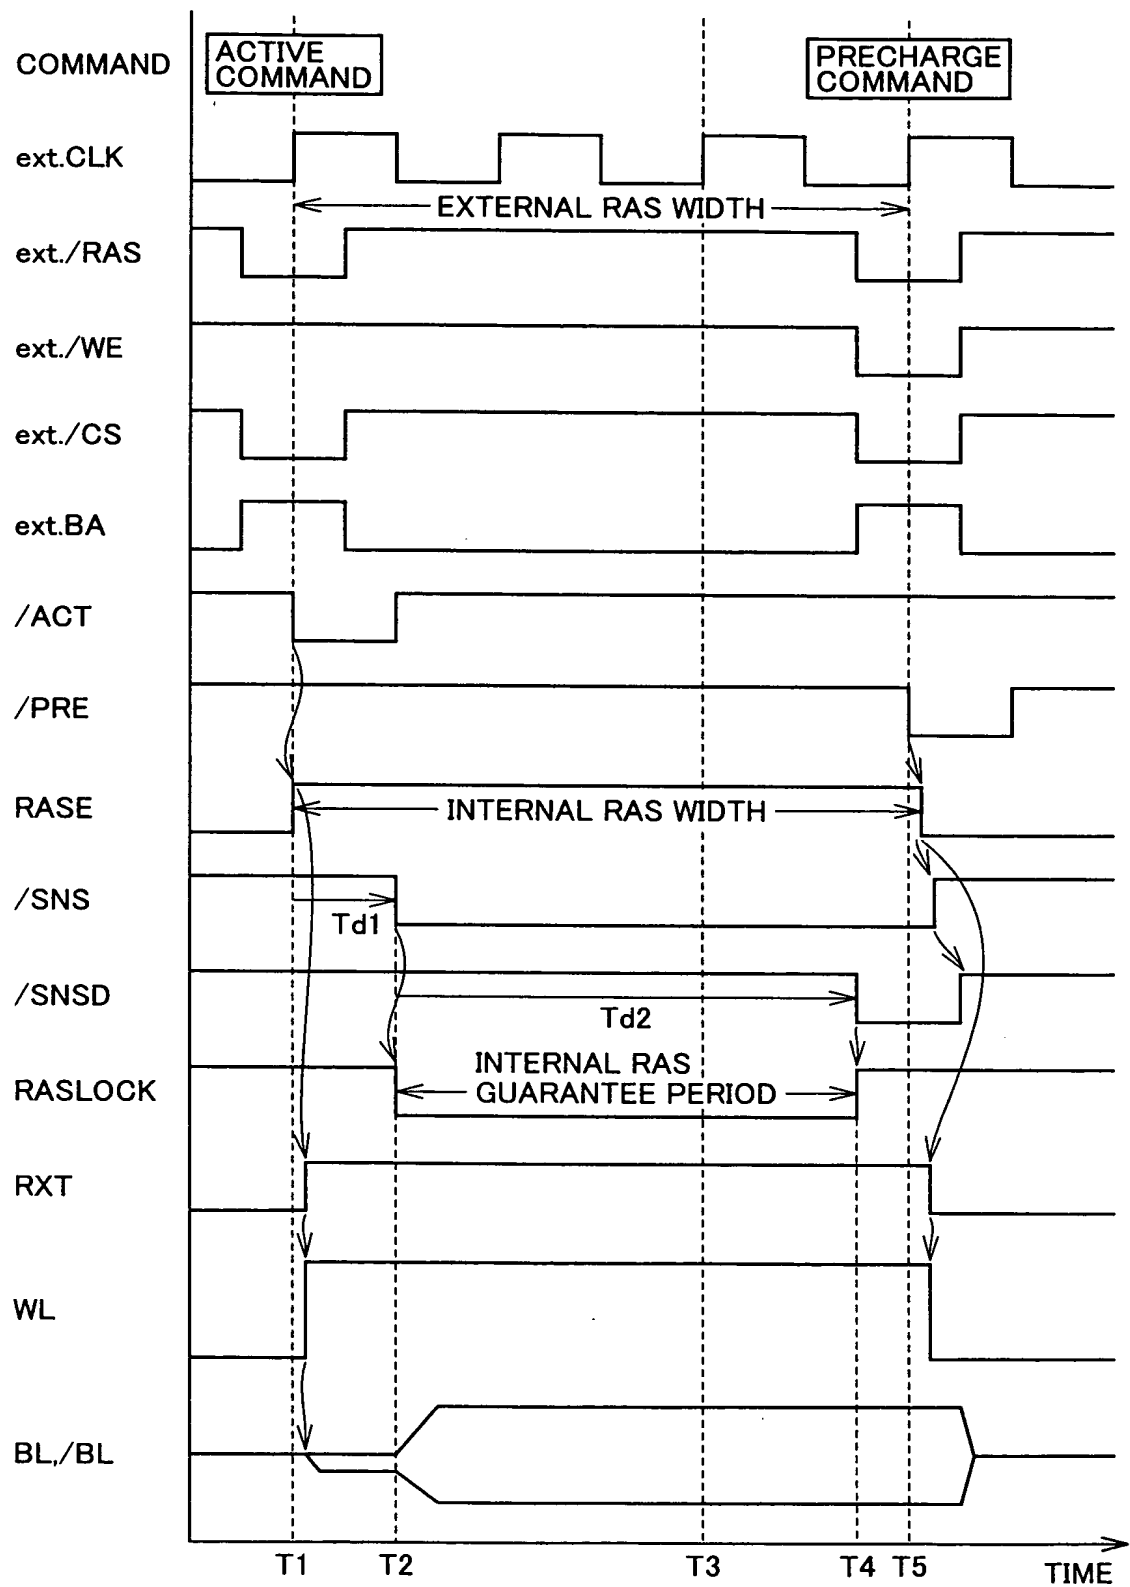 COMMAND
ACTIVE
COMMAND
PRECHARGE
COMMAND
ext.CLK
EXTERNAL RAS WIDTH
ext./RAS
ext./WE
ext./CS
ext.BA
/ACT
/PRE
RASE
INTERNAL RAS WIDTH
/SNS
Td1
/SNSD
Td2
RASLOCK
INTERNAL RAS
GUARANTEE PERIOD
RXT
WL
BL,/BL
T1 T2 T3 T4 T5 TIME